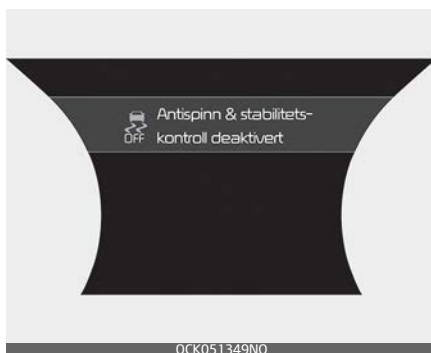 Antispinn & stabilitets-
OFF kontroll deaktivert
OCK051349NO